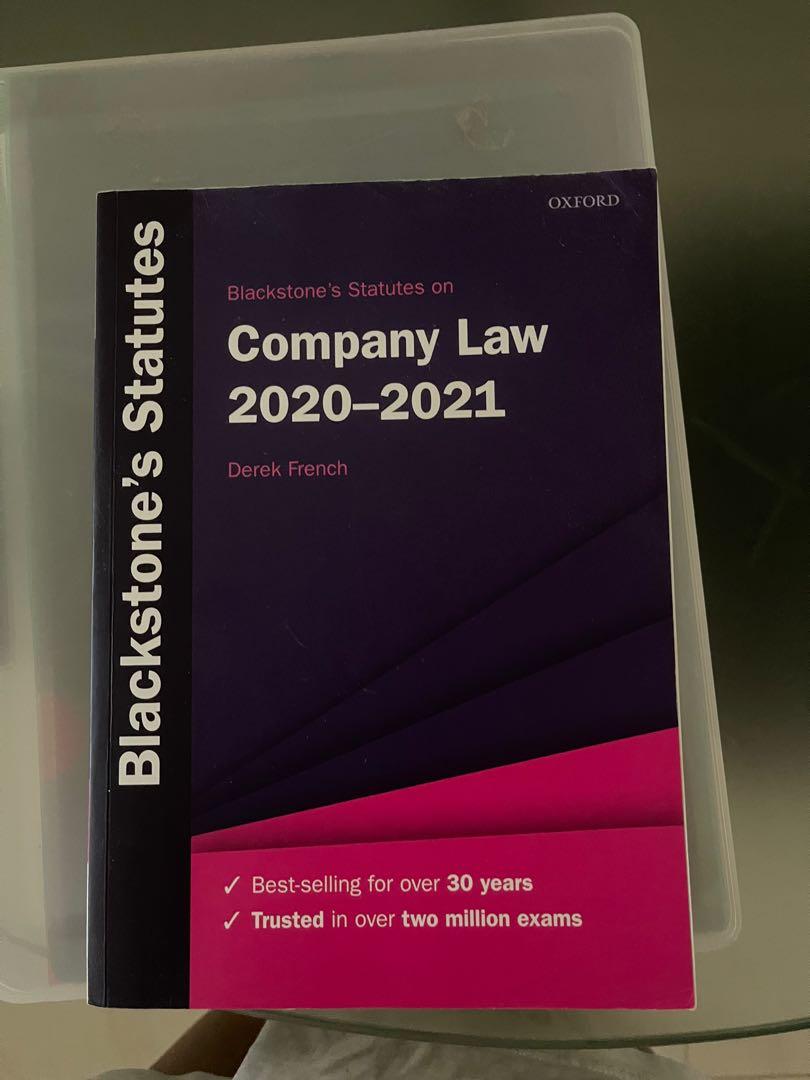 Blackstone's Statutes
OXFORD
Blackstone's Statutes on
Company Law
2020–2021
Derek French
✓ Best-selling for over 30 years
✓ Trusted in over two million exams